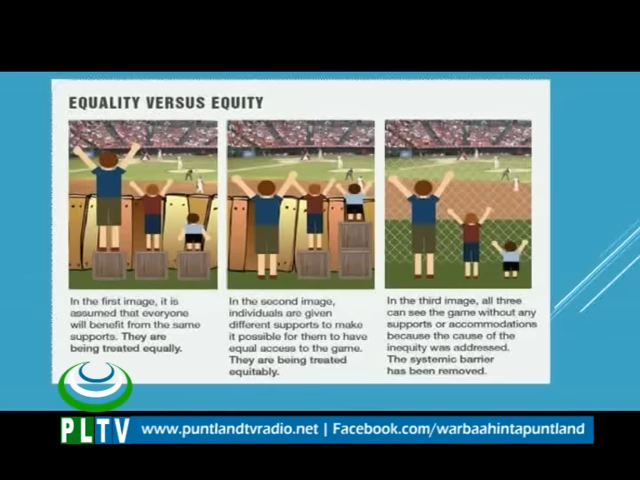 EQUALITY VERSUS EQUITY
In the first image, it is
assumed that everyone
will benefit from the same
supports. They are
being treated equally.
In the second image,
individuals are given
different supports to make
it possible for them to have
equal access to the game.
They are being treated
equitably.
In the third image, all three
can see the game without any
supports or accommodations
because the cause of the
inequity was addressed.
The systemic barrier
has been removed.
PLTV
www.puntlandtvradio.net | Facebook.com/warbaahintapuntland